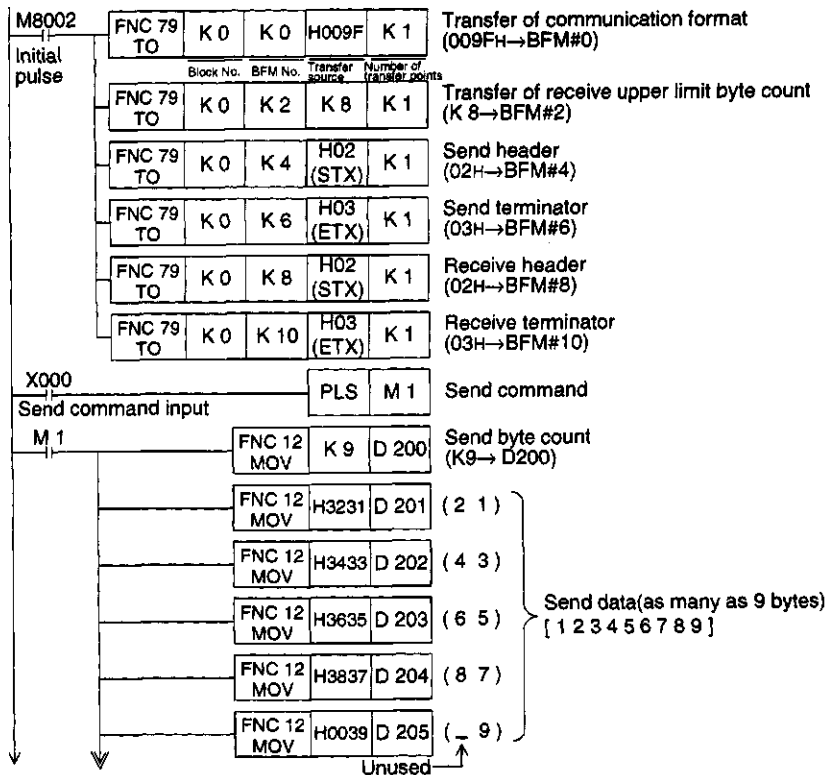 M8002
Initial
pulse
FNC 79
TO
K 0
K 0
H009F
K 1
Transfer of communication format
(009FH→BFM#0)
Block No.
BFM No.
Transfer
source
Number of
transfer points
FNC 79
TO
K 0
K 2
K 8
K 1
Transfer of receive upper limit byte count
(K 8→BFM#2)
FNC 79
TO
K 0
K 4
H02
(STX)
K 1
Send header
(02H→BFM#4)
FNC 79
TO
K 0
K 6
H03
(ETX)
K 1
Send terminator
(03H→BFM#6)
FNC 79
TO
K 0
K 8
H02
(STX)
K 1
Receive header
(02H→BFM#8)
FNC 79
TO
K 0
K 10
H03
(ETX)
K 1
Receive terminator
(03H→BFM#10)
X000
Send command input
PLS
M 1
Send command
M 1
FNC 12
MOV
K 9
D 200
Send byte count
(K9→ D200)
FNC 12
MOV
H3231
D 201
( 2 1 )
FNC 12
MOV
H3433
D 202
( 4 3 )
FNC 12
MOV
H3635
D 203
( 6 5 )
Send data(as many as 9 bytes)
[ 1 2 3 4 5 6 7 8 9 ]
FNC 12
MOV
H3837
D 204
( 8 7 )
FNC 12
MOV
H0039
D 205
( _ 9 )
Unused